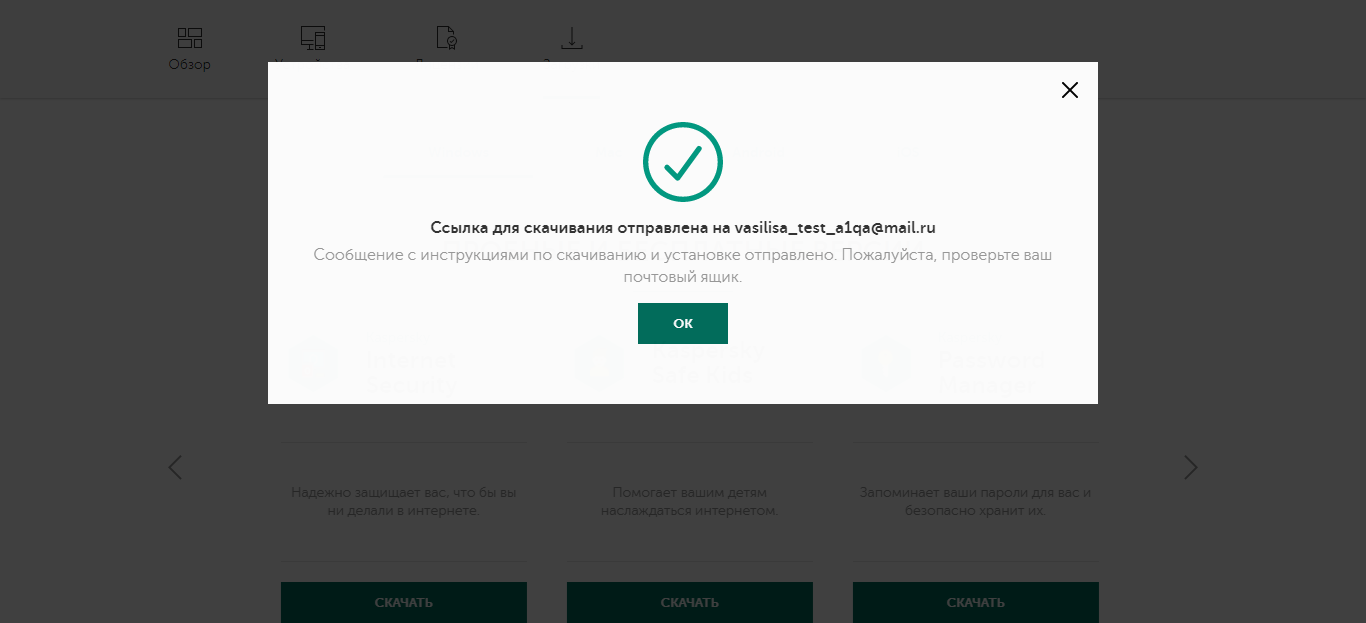 Обзор
Ссылка для скачивания отправлена на vasilisa_test_a1qa@mail.ru
Сообщение с инструкциями по скачиванию и установке отправлено. Пожалуйста, проверьте ваш
почтовый ящик.
ОК
Internet
Security
Kaspersky
Safe Kids
Password
Manager
Надежно защищает вас, что бы вы
ни делали в интернете.
Помогает вашим детям
наслаждаться интернетом.
Запоминает ваши пароли для вас и
безопасно хранит их.
СКАЧАТЬ
СКАЧАТЬ
СКАЧАТЬ